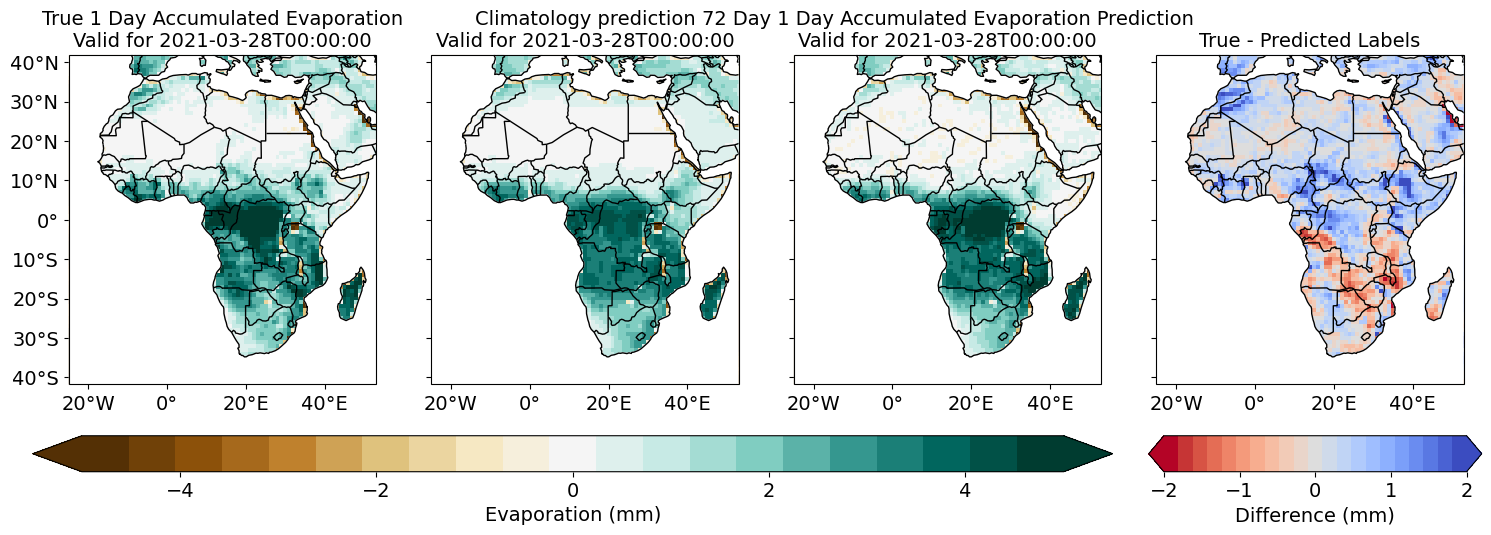 True 1 Day Accumulated Evaporation
Valid for 2021-03-28T00:00:00
Climatology prediction 72 Day 1 Day Accumulated Evaporation Prediction
Valid for 2021-03-28T00:00:00
Valid for 2021-03-28T00:00:00
True - Predicted Labels
40°N
30°N
20°N
10°N
0°
10°S
20°S
30°S
40°S
20°W 0° 20°E 40°E
20°W 0° 20°E 40°E
20°W 0° 20°E 40°E
20°W 0° 20°E 40°E
−4 −2 0 2 4
Evaporation (mm)
−2 −1 0 1 2
Difference (mm)